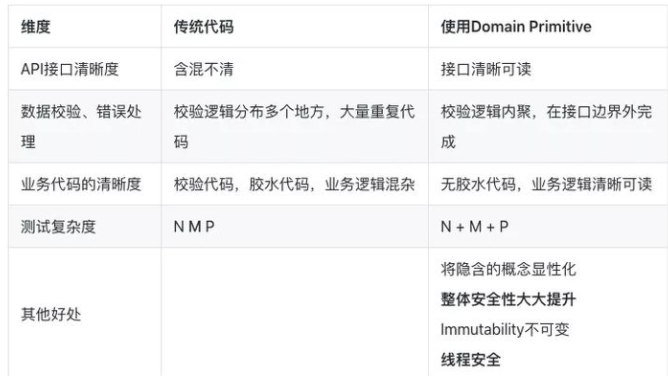 维度 传统代码 使用Domain Primitive
API接口清晰度 含混不清 接口清晰可读
数据校验、错误处 校验逻辑分布多个地方，大量重复代 校验逻辑内聚，在接口边界外完
理 码 成
业务代码的清晰度 校验代码，胶水代码，业务逻辑混杂 无胶水代码，业务逻辑清晰可读
测试复杂度 N M P N + M + P
其他好处
将隐含的概念显性化
整体安全性大大提升
Immutability不可变
线程安全